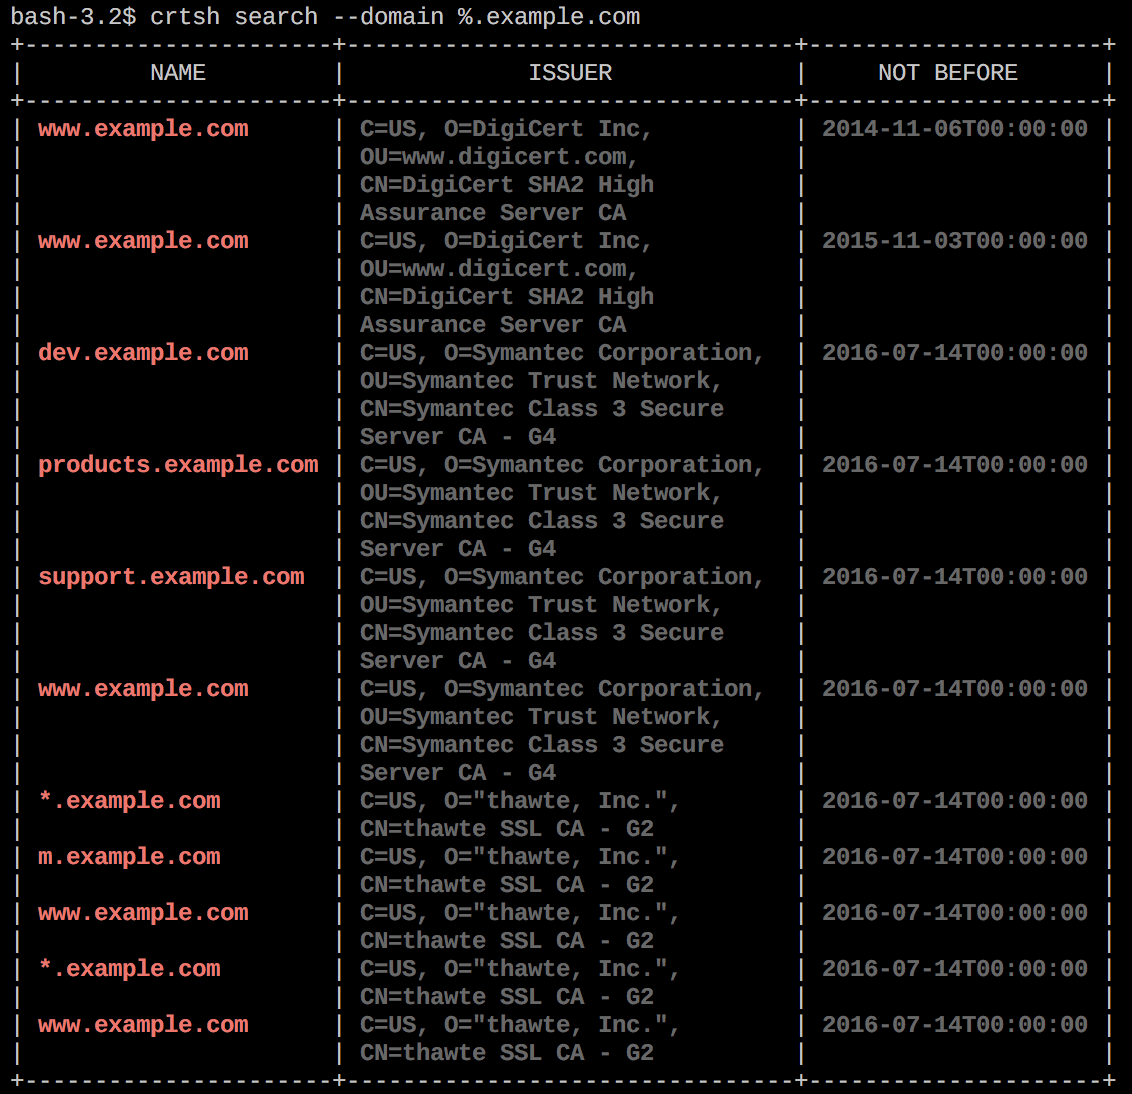 bash-3.2$ crtsh search --domain %.example.com
+----------------------+--------------------------------+---------------------+
|         NAME         |             ISSUER             |     NOT BEFORE      |
+----------------------+--------------------------------+---------------------+
| www.example.com      | C=US, O=DigiCert Inc,          | 2014-11-06T00:00:00 |
|                      | OU=www.digicert.com,           |                     |
|                      | CN=DigiCert SHA2 High          |                     |
|                      | Assurance Server CA            |                     |
| www.example.com      | C=US, O=DigiCert Inc,          | 2015-11-03T00:00:00 |
|                      | OU=www.digicert.com,           |                     |
|                      | CN=DigiCert SHA2 High          |                     |
|                      | Assurance Server CA            |                     |
| dev.example.com      | C=US, O=Symantec Corporation,  | 2016-07-14T00:00:00 |
|                      | OU=Symantec Trust Network,     |                     |
|                      | CN=Symantec Class 3 Secure     |                     |
|                      | Server CA - G4                 |                     |
| products.example.com | C=US, O=Symantec Corporation,  | 2016-07-14T00:00:00 |
|                      | OU=Symantec Trust Network,     |                     |
|                      | CN=Symantec Class 3 Secure     |                     |
|                      | Server CA - G4                 |                     |
| support.example.com  | C=US, O=Symantec Corporation,  | 2016-07-14T00:00:00 |
|                      | OU=Symantec Trust Network,     |                     |
|                      | CN=Symantec Class 3 Secure     |                     |
|                      | Server CA - G4                 |                     |
| www.example.com      | C=US, O=Symantec Corporation,  | 2016-07-14T00:00:00 |
|                      | OU=Symantec Trust Network,     |                     |
|                      | CN=Symantec Class 3 Secure     |                     |
|                      | Server CA - G4                 |                     |
| *.example.com        | C=US, O="thawte, Inc.",        | 2016-07-14T00:00:00 |
|                      | CN=thawte SSL CA - G2          |                     |
| m.example.com        | C=US, O="thawte, Inc.",        | 2016-07-14T00:00:00 |
|                      | CN=thawte SSL CA - G2          |                     |
| www.example.com      | C=US, O="thawte, Inc.",        | 2016-07-14T00:00:00 |
|                      | CN=thawte SSL CA - G2          |                     |
| *.example.com        | C=US, O="thawte, Inc.",        | 2016-07-14T00:00:00 |
|                      | CN=thawte SSL CA - G2          |                     |
| www.example.com      | C=US, O="thawte, Inc.",        | 2016-07-14T00:00:00 |
|                      | CN=thawte SSL CA - G2          |                     |
+----------------------+--------------------------------+---------------------+